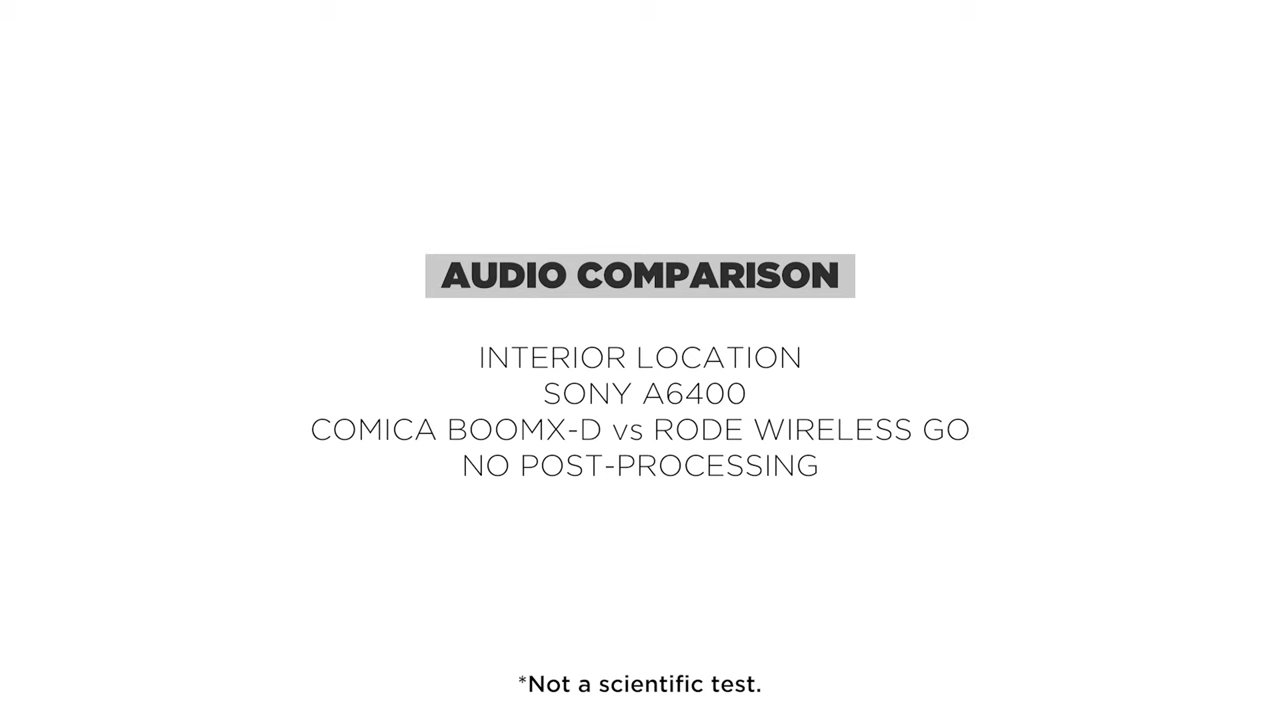 AUDIO COMPARISON
INTERIOR LOCATION
SONY A6400
COMICA BOOMX-D vs RODE WIRELESS GO
NO POST-PROCESSING
*Not a scientific test.